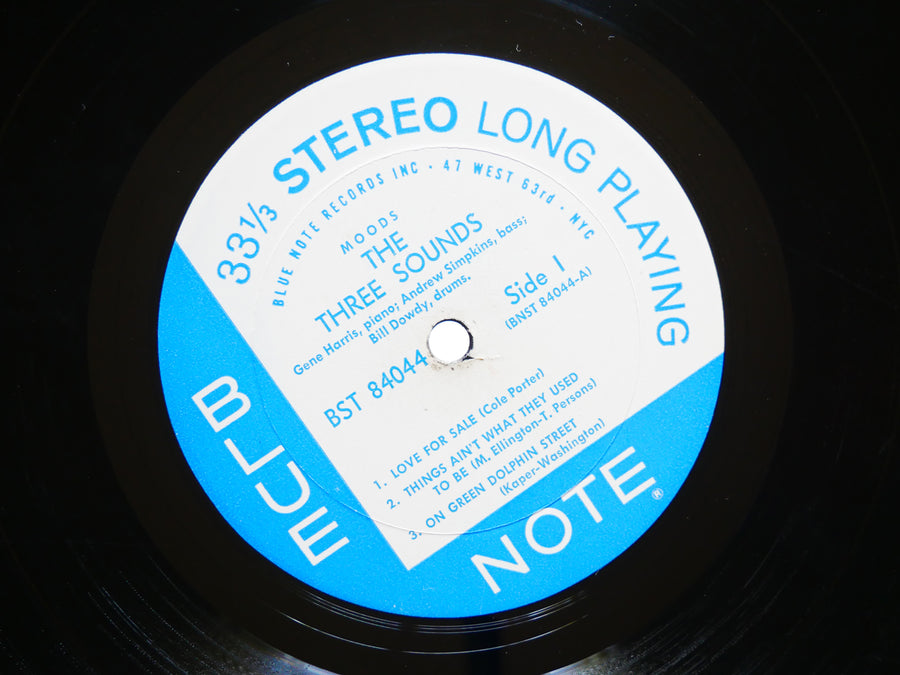 33⅓ STEREO LONG PLAYING
BLUE NOTE RECORDS INC · 47 WEST 63rd · NYC
MOODS
THE
THREE SOUNDS
Gene Harris, piano; Andrew Simpkins, bass;
Bill Dowdy, drums.
Side 1
(BNST 84044-A)
BST 84044
1. LOVE FOR SALE (Cole Porter)
2. THINGS AIN'T WHAT THEY USED
TO BE (M. Ellington-T. Persons)
3. ON GREEN DOLPHIN STREET
(Kaper-Washington)
BLUE
NOTE®